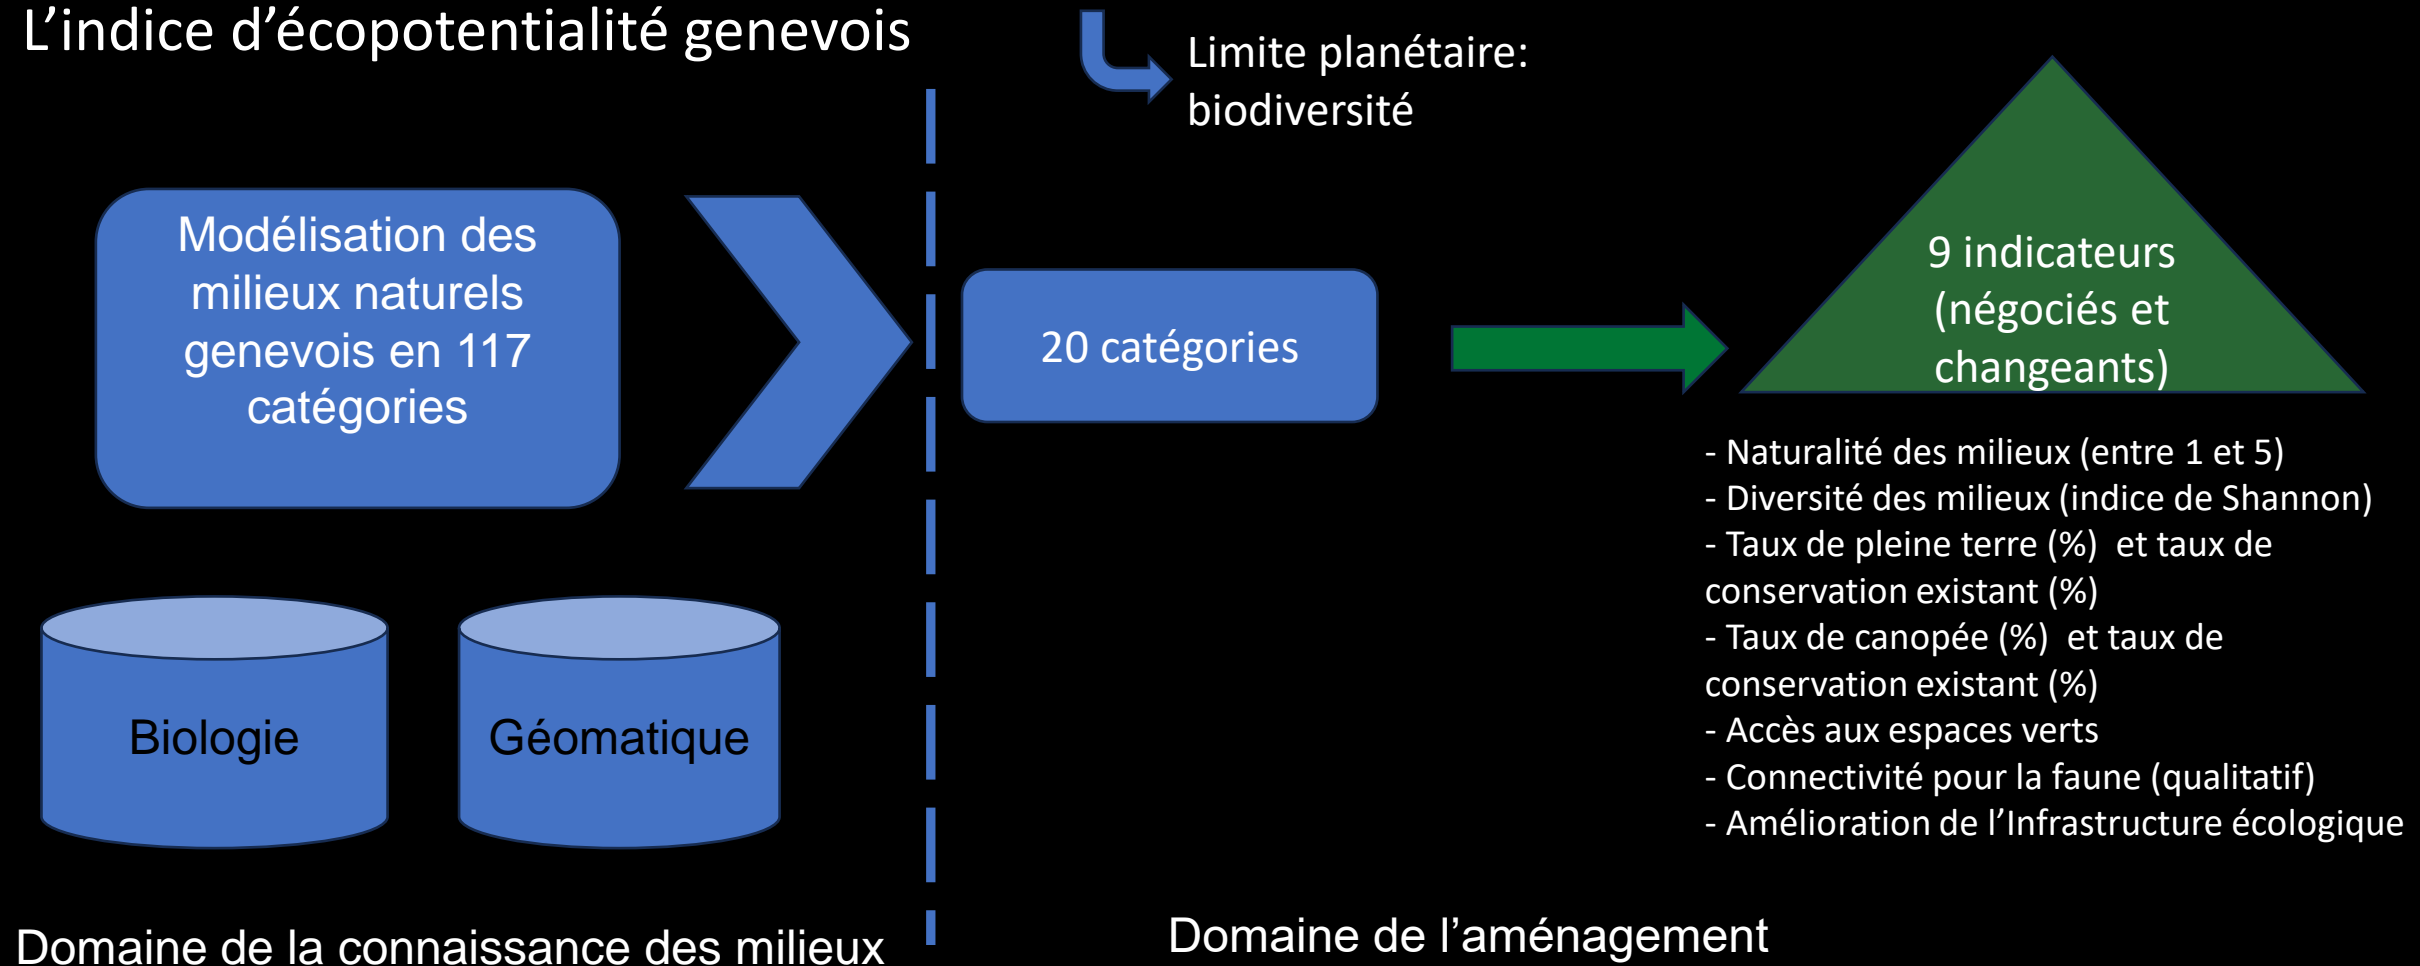 L’indice d’écopotentialité genevois
Limite planétaire:
biodiversité
Modélisation des
milieux naturels
genevois en 117
catégories
20 catégories
9 indicateurs
(négociés et
changeants)
- Naturalité des milieux (entre 1 et 5)
- Diversité des milieux (indice de Shannon)
- Taux de pleine terre (%)  et taux de
conservation existant (%)
- Taux de canopée (%)  et taux de
conservation existant (%)
- Accès aux espaces verts
- Connectivité pour la faune (qualitatif)
- Amélioration de l’Infrastructure écologique
Biologie
Géomatique
Domaine de la connaissance des milieux
Domaine de l’aménagement